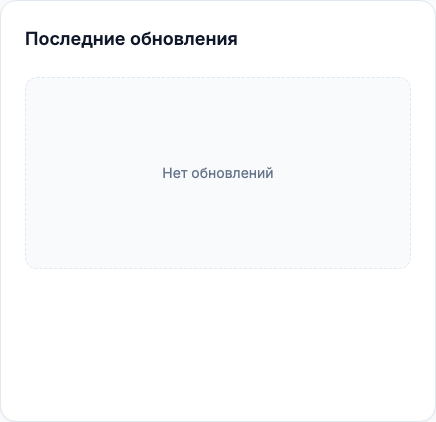 Последние обновления
Нет обновлений